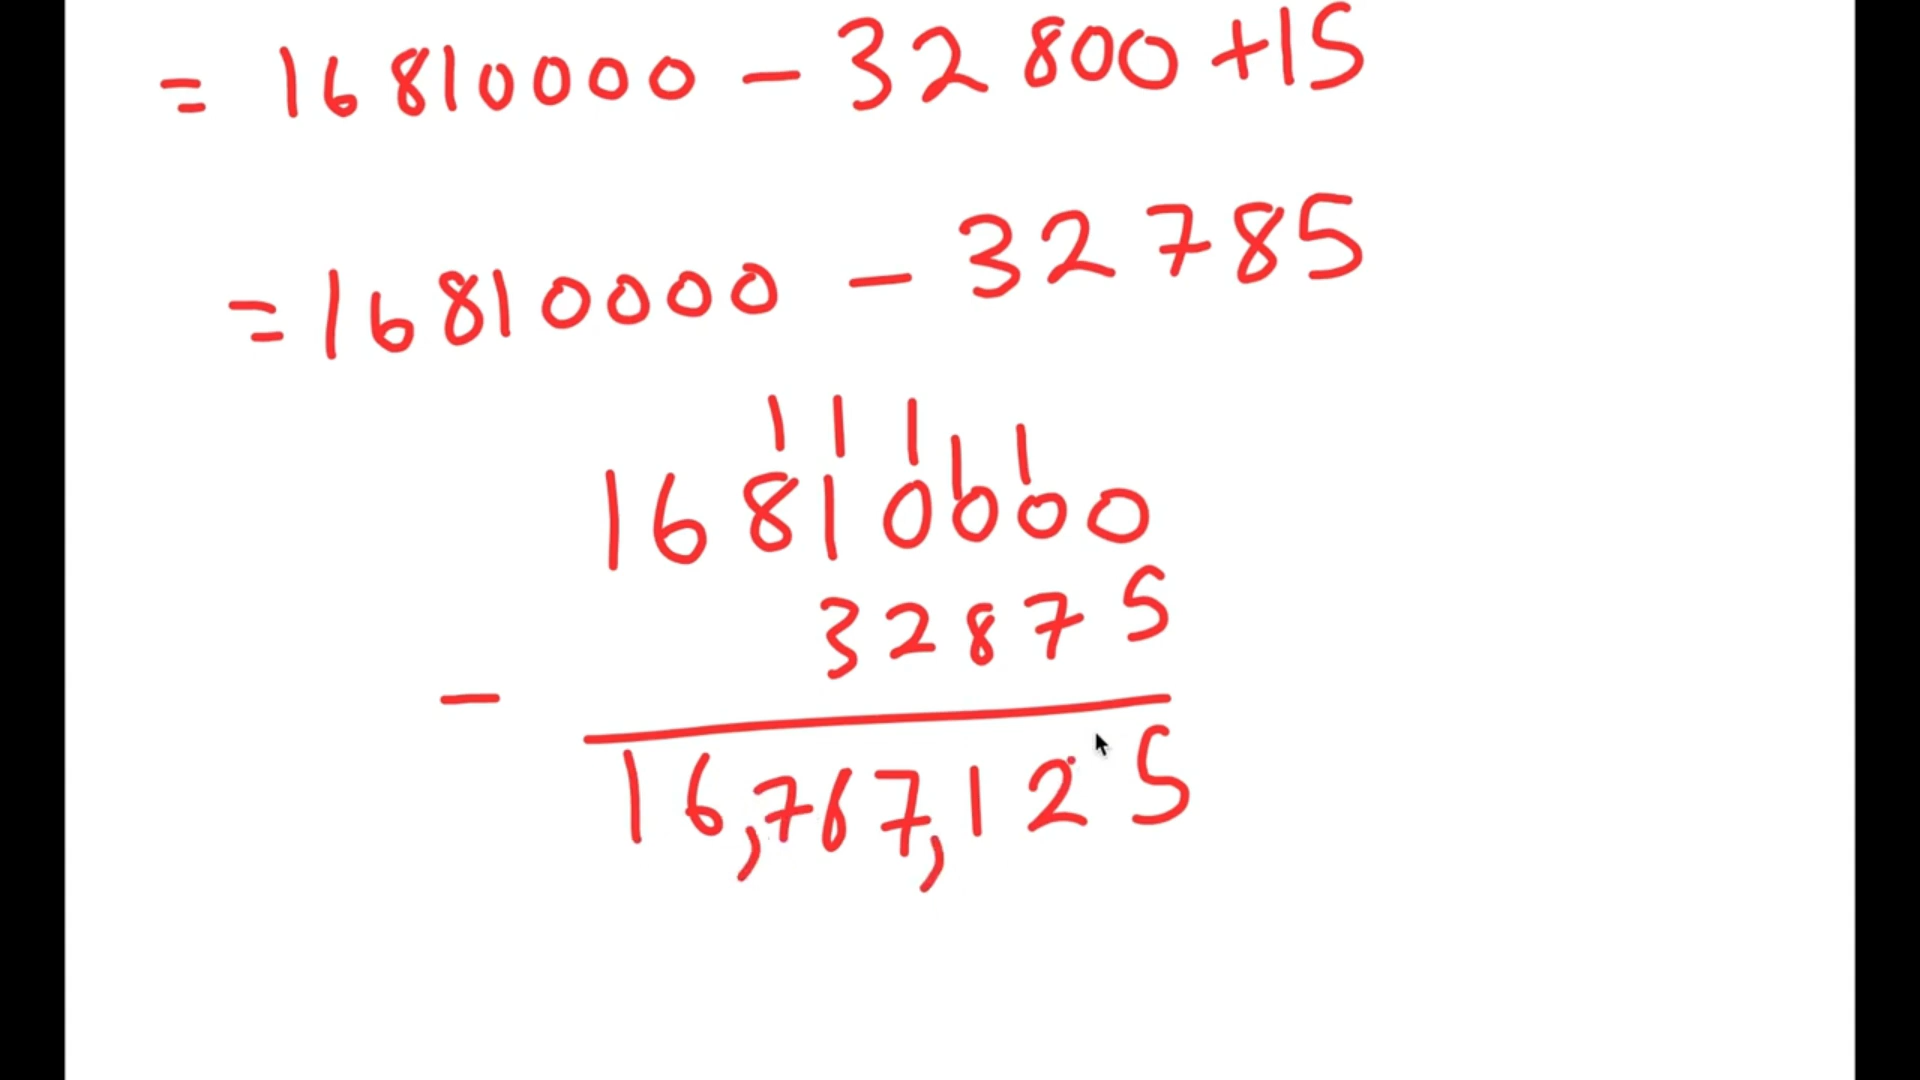 = 16810000 - 32800 + 15
= 16810000 - 32785
1 1 1 1 1
16810000
32875
-
16,767,125